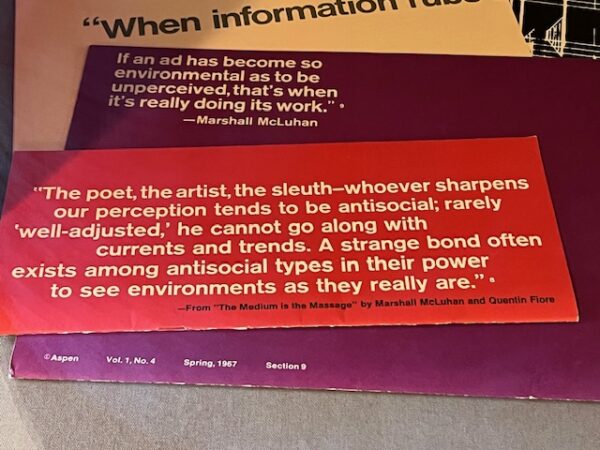 "When information rubs
If an ad has become so
environmental as to be
unperceived, that's when
it's really doing its work." 9
—Marshall McLuhan
"The poet, the artist, the sleuth—whoever sharpens
our perception tends to be antisocial; rarely
'well-adjusted,' he cannot go along with
currents and trends. A strange bond often
exists among antisocial types in their power
to see environments as they really are."
—From "The Medium is the Massage" by Marshall McLuhan and Quentin Fiore
©Aspen Vol. 1, No. 4 Spring, 1967 Section 9